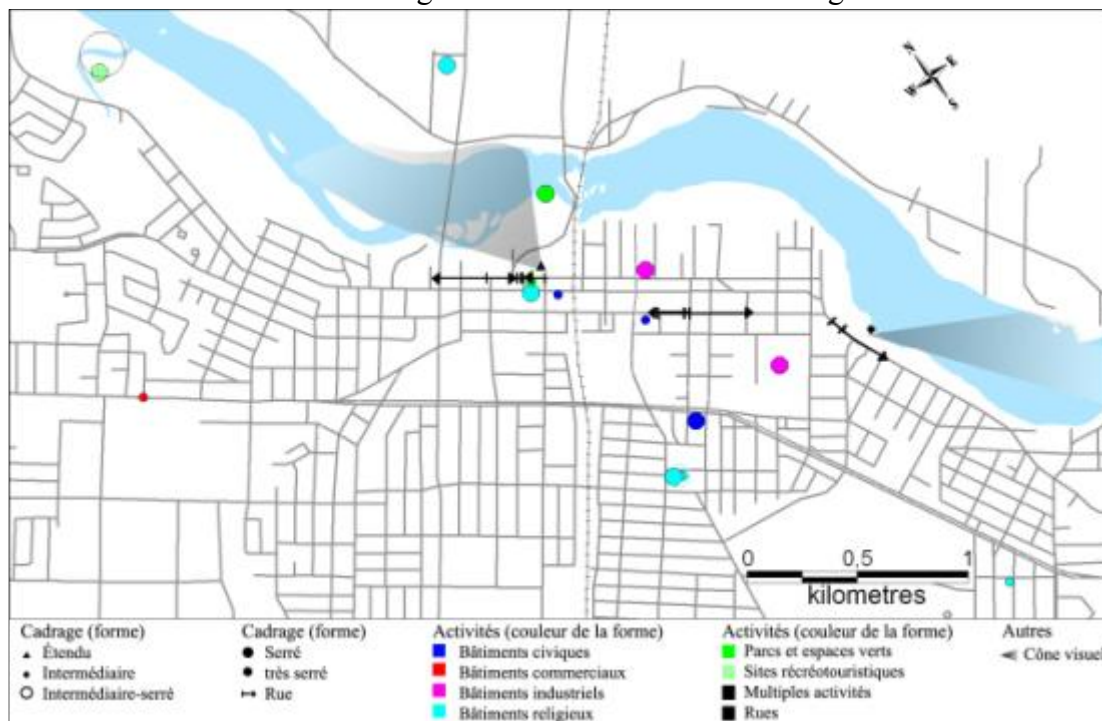 N
E
W
S
0 0,5 1
kilometres
Cadrage (forme)
Étendu
Intermédiaire
Intermédiaire-serré
Cadrage (forme)
Serré
très serré
Rue
Activités (couleur de la forme)
Bâtiments civiques
Bâtiments commerciaux
Bâtiments industriels
Bâtiments religieux
Activités (couleur de la forme)
Parcs et espaces verts
Sites récréotouristiques
Multiples activités
Rues
Autres
Cône visuel